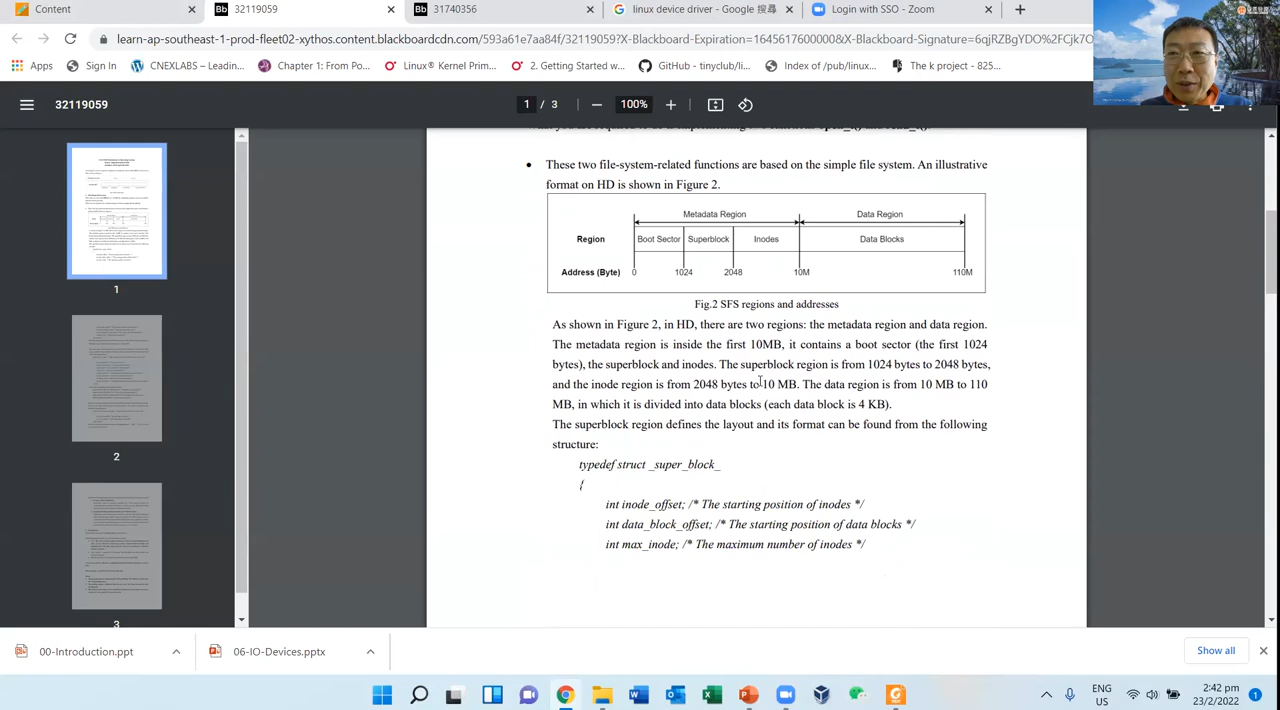 Content
32119059
31740356
linux device driver - Google 搜尋
Login with SSO - Zoom
learn-ap-southeast-1-prod-fleet02-xythos.content.blackboardcdn.com/593a61e7aa84f/32119059?X-Blackboard-Expiration=1645617600000&X-Blackboard-Signature=6qjRZBgYDO%2FCjk7O
Apps
Sign In
CNEXLABS – Leadin...
Chapter 1: From Po...
Linux® Kernel
2. Getting Started w...
GitHub - tinyclub/li...
Index of /pub/linux...
The k project - 825...
32119059
1 / 3
100%
These two file-system-related functions are based on the simple file system. An illustrative
format on HD is shown in Figure 2.
Metadata Region
Data Region
Region
Boot Sector
Superblock
Inodes
Data Blocks
Address (Byte)
0
1024
2048
10M
110M
Fig.2 SFS regions and addresses
As shown in Figure 2, in HD, there are two regions: the metadata region and data region.
The metadata region is inside the first 10MB, it contains a boot sector (the first 1024
bytes), the superblock and inodes. The superblock region is from 1024 bytes to 2048 bytes,
and the inode region is from 2048 bytes to 10 MB. The data region is from 10 MB to 110
MB, in which it is divided into data blocks (each data block is 4 KB).
The superblock region defines the layout and its format can be found from the following
structure:
typedef struct _super_block_
{
int inode_offset; /* The starting position of inodes */
int data_block_offset; /* The starting position of data blocks */
int max_inode; /* The maximum number of inodes */
1
2
3
00-Introduction.ppt
06-IO-Devices.pptx
Show all
ENG
US
2:42 pm
23/2/2022
1